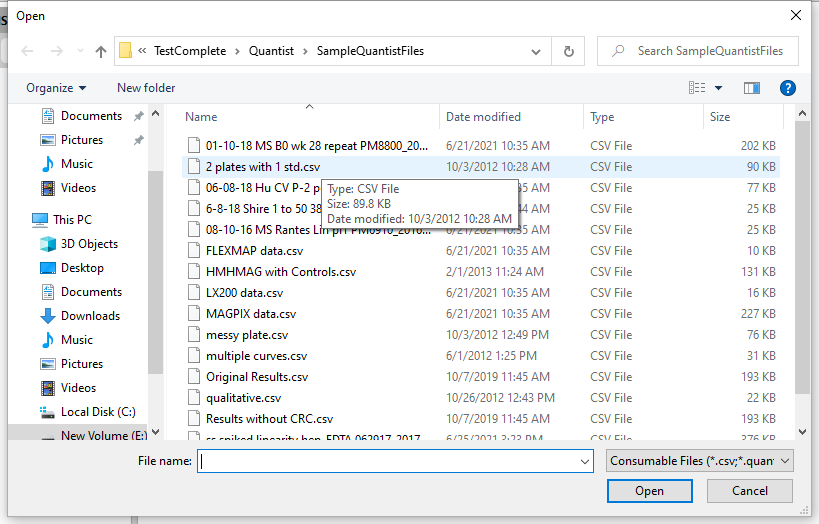 Open
« TestComplete › Quantist › SampleQuantistFiles
Search SampleQuantistFiles
Organize
New folder
Documents
Pictures
Music
Videos
This PC
3D Objects
Desktop
Documents
Downloads
Music
Pictures
Videos
Local Disk (C:)
New Volume (E:)
Name Date modified Type Size
01-10-18 MS B0 wk 28 repeat PM8800_20... 6/21/2021 10:35 AM CSV File 202 KB
2 plates with 1 std.csv 10/3/2012 10:28 AM CSV File 90 KB
06-08-18 Hu CV P-2 10:35 AM CSV File 77 KB
6-8-18 Shire 1 to 50 38 10:35 AM CSV File 44 KB
08-10-16 MS Rantes Lin 10:35 AM CSV File 55 KB
Type: CSV File
Size: 89.8 KB
Date modified: 10/3/2012 10:28 AM
FLEXMAP data.csv 6/21/2021 10:35 AM CSV File 10 KB
HMHMAG with Controls.csv 2/1/2013 11:24 AM CSV File 131 KB
LX200 data.csv 6/21/2021 10:35 AM CSV File 16 KB
MAGPIX data.csv 6/21/2021 10:35 AM CSV File 227 KB
messy plate.csv 10/3/2012 12:49 PM CSV File 76 KB
multiple curves.csv 6/1/2012 1:25 PM CSV File 31 KB
Original Results.csv 10/7/2019 11:45 AM CSV File 193 KB
qualitative.csv 10/26/2012 12:43 PM CSV File 22 KB
Results without CRC.csv 10/7/2019 11:45 AM CSV File 193 KB
ss spiked linearity hep-EDTA 062917_2017 6/25/2021 3:23 PM CSV File 376 KB
File name:
Consumable Files (*.csv;*.quan
Open
Cancel